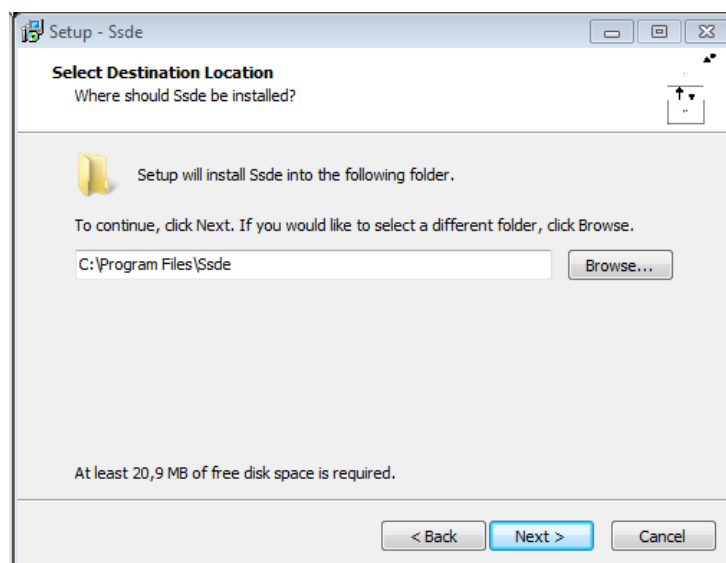 Setup - Ssde
Select Destination Location
Where should Ssde be installed?
Setup will install Ssde into the following folder.
To continue, click Next. If you would like to select a different folder, click Browse.
C:\Program Files\Ssde
Browse...
At least 20,9 MB of free disk space is required.
< Back
Next >
Cancel